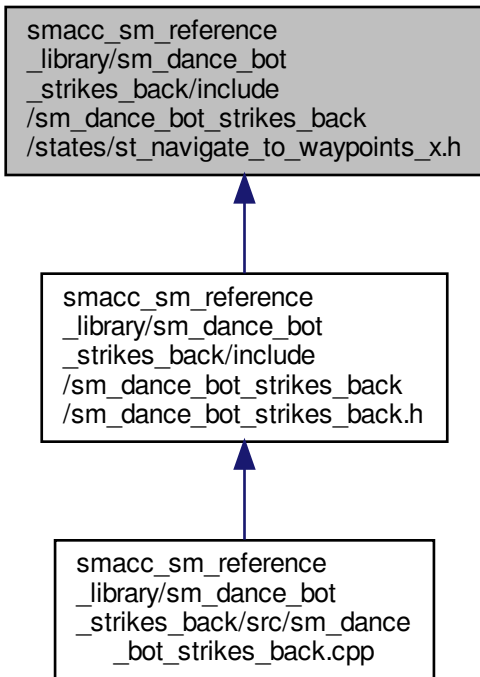 smacc_sm_reference
_library/sm_dance_bot
_strikes_back/include
/sm_dance_bot_strikes_back
/states/st_navigate_to_waypoints_x.h
smacc_sm_reference
_library/sm_dance_bot
_strikes_back/include
/sm_dance_bot_strikes_back
/sm_dance_bot_strikes_back.h
smacc_sm_reference
_library/sm_dance_bot
_strikes_back/src/sm_dance
_bot_strikes_back.cpp